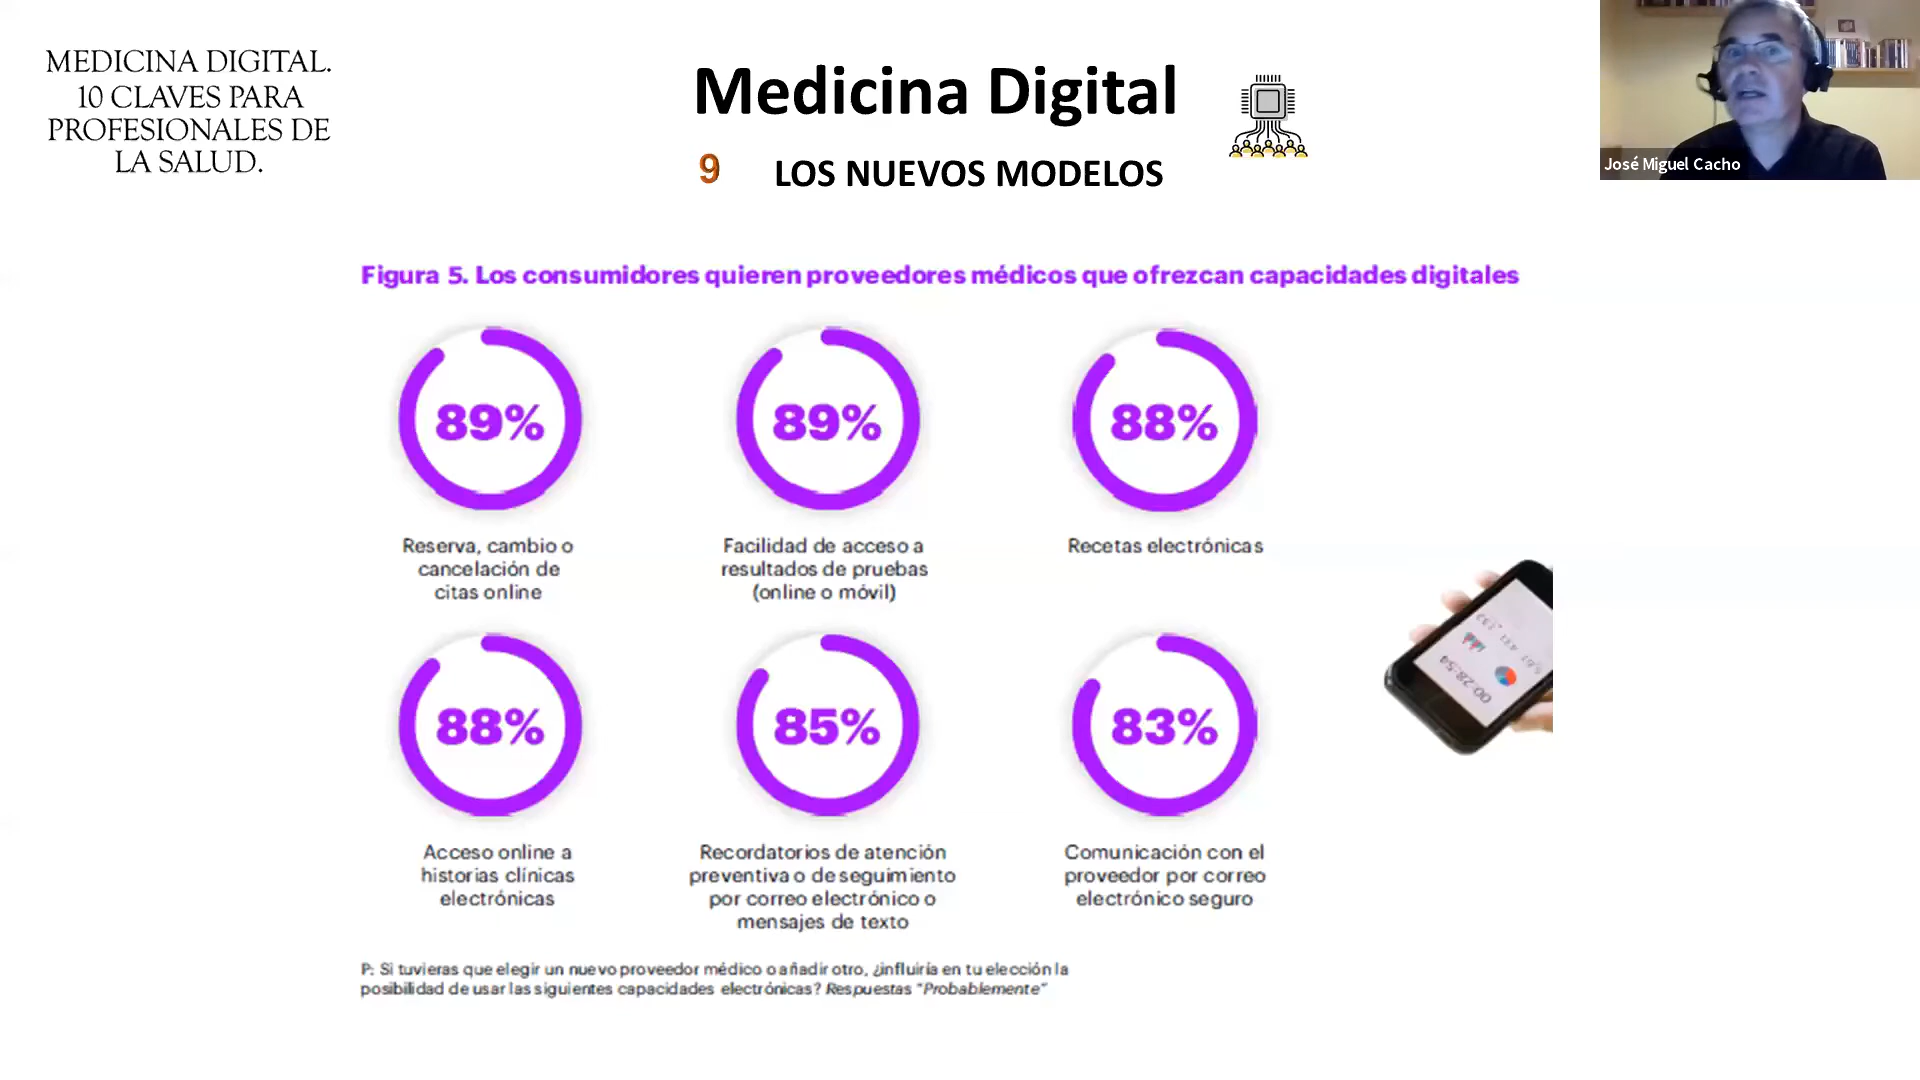 MEDICINA DIGITAL.
10 CLAVES PARA
PROFESIONALES DE
LA SALUD.
Medicina Digital
9 LOS NUEVOS MODELOS
José Miguel Cacho
Figura 5. Los consumidores quieren proveedores médicos que ofrezcan capacidades digitales
89%
89%
88%
Reserva, cambio o
cancelación de
citas online
Facilidad de acceso a
resultados de pruebas
(online o móvil)
Recetas electrónicas
88%
85%
83%
Acceso online a
historias clínicas
electrónicas
Recordatorios de atención
preventiva o de seguimiento
por correo electrónico o
mensajes de texto
Comunicación con el
proveedor por correo
electrónico seguro
00:28:54
P: Si tuvieras que elegir un nuevo proveedor médico o añadir otro, ¿influiría en tu elección la
posibilidad de usar las siguientes capacidades electrónicas? Respuestas "Probablemente"